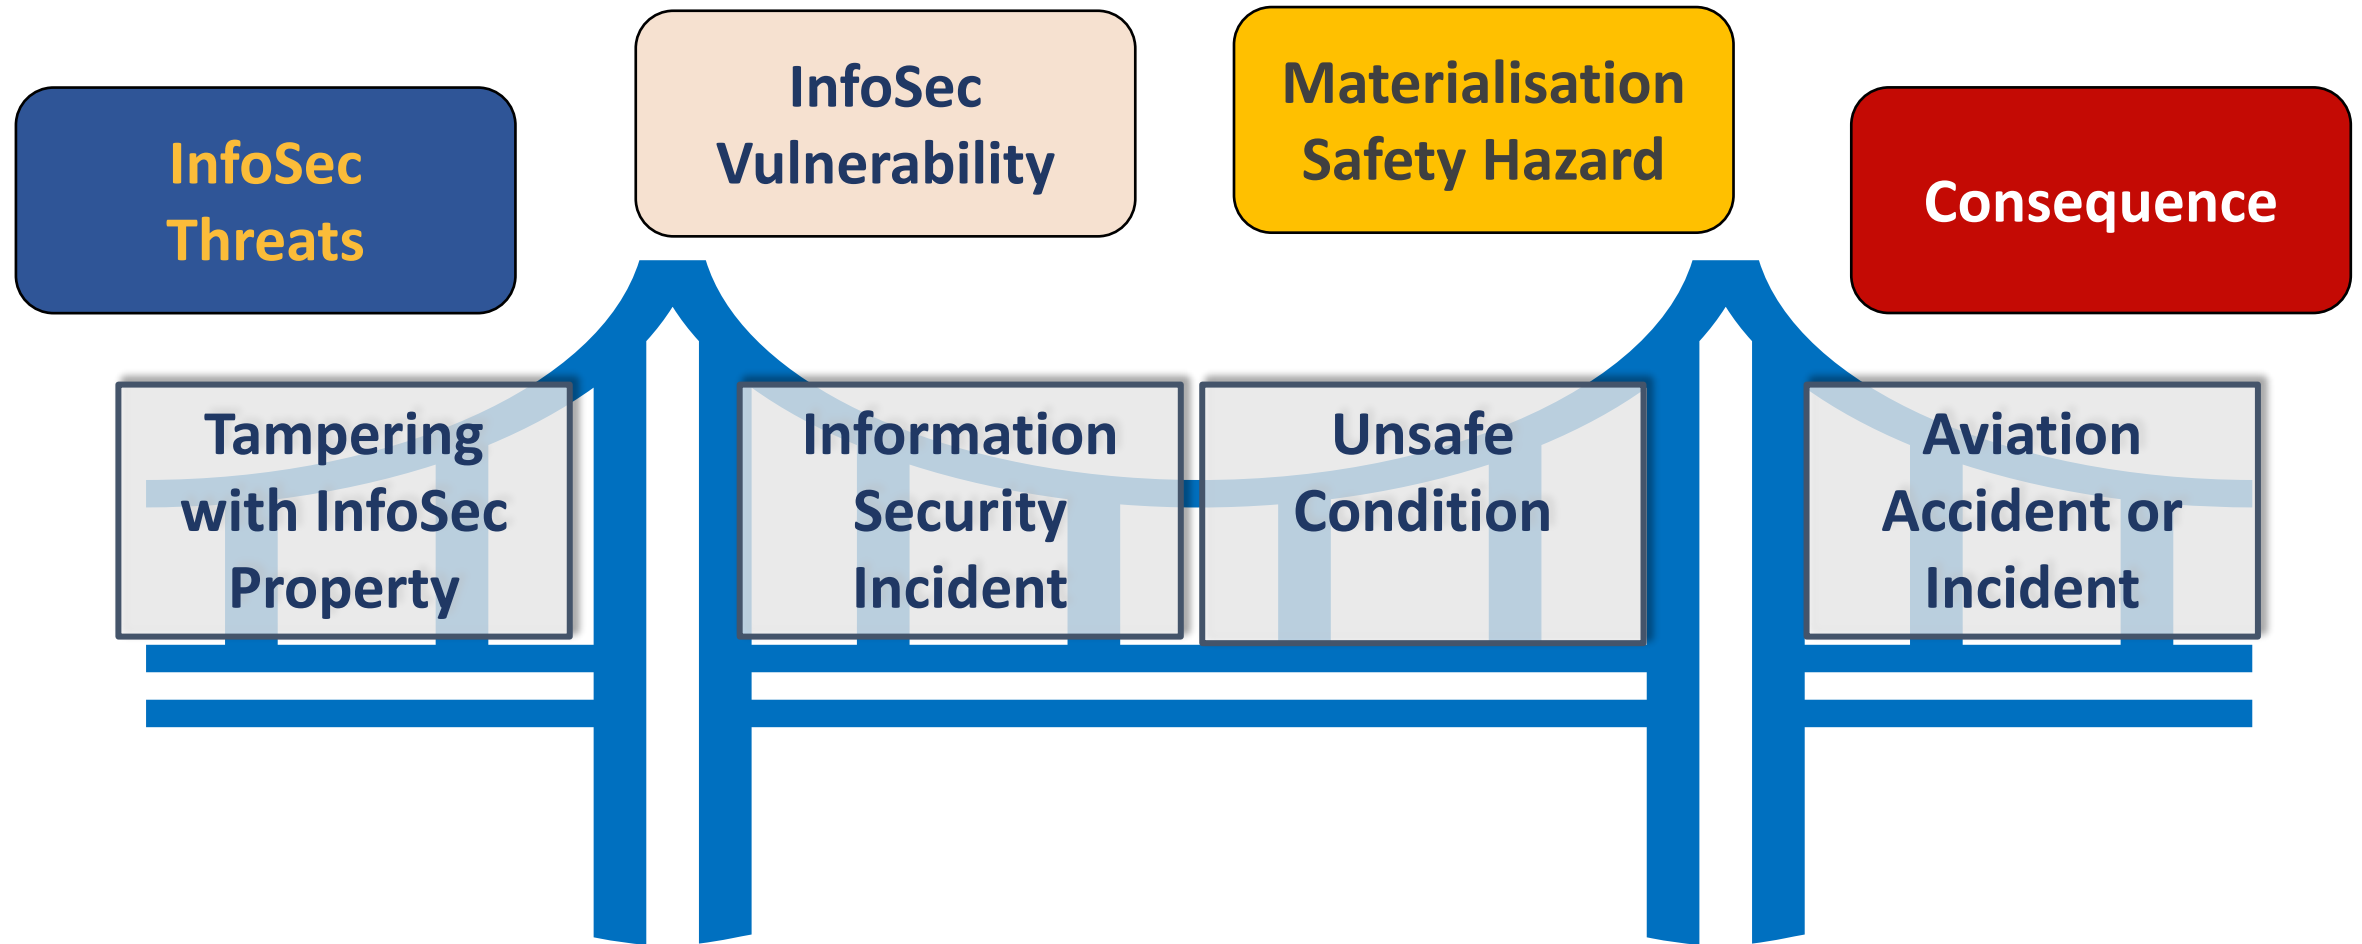 InfoSec
Threats
InfoSec
Vulnerability
Materialisation
Safety Hazard
Consequence
Tampering
with InfoSec
Property
Information
Security
Incident
Unsafe
Condition
Aviation
Accident or
Incident